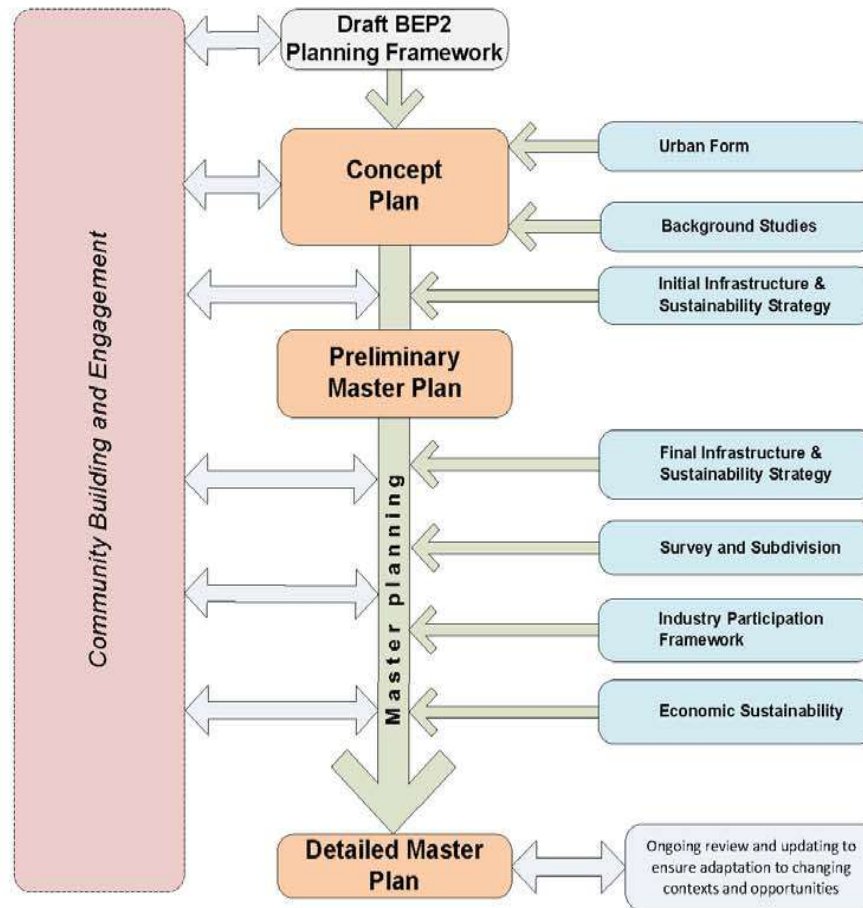 Draft BEP2
Planning Framework
Community Building and Engagement
Concept
Plan
Urban Form
Background Studies
Initial Infrastructure &
Sustainability Strategy
Preliminary
Master Plan
Master planning
Final Infrastructure &
Sustainability Strategy
Survey and Subdivision
Industry Participation
Framework
Economic Sustainability
Detailed Master
Plan
Ongoing review and updating to
ensure adaptation to changing
contexts and opportunities